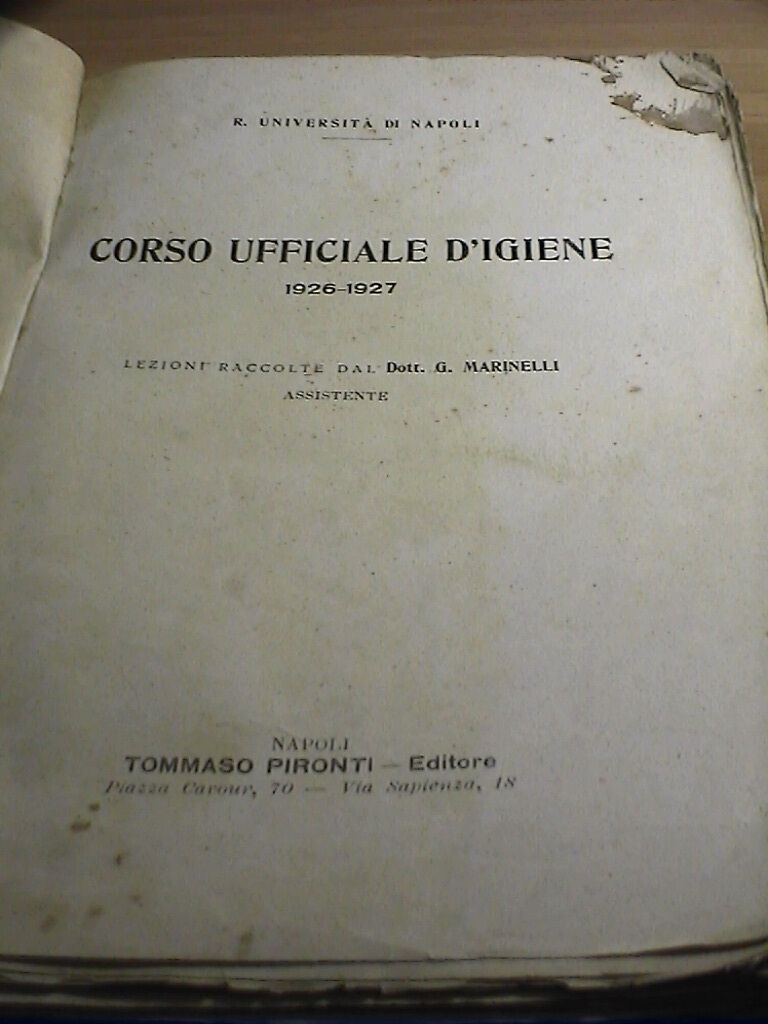 R. UNIVERSITÀ DI NAPOLI
CORSO UFFICIALE D'IGIENE
1926-1927
LEZIONI RACCOLTE DAL Dott. G. MARINELLI
ASSISTENTE
NAPOLI
TOMMASO PIRONTI — Editore
Piazza Cavour, 70 — Via Sapienza, 18